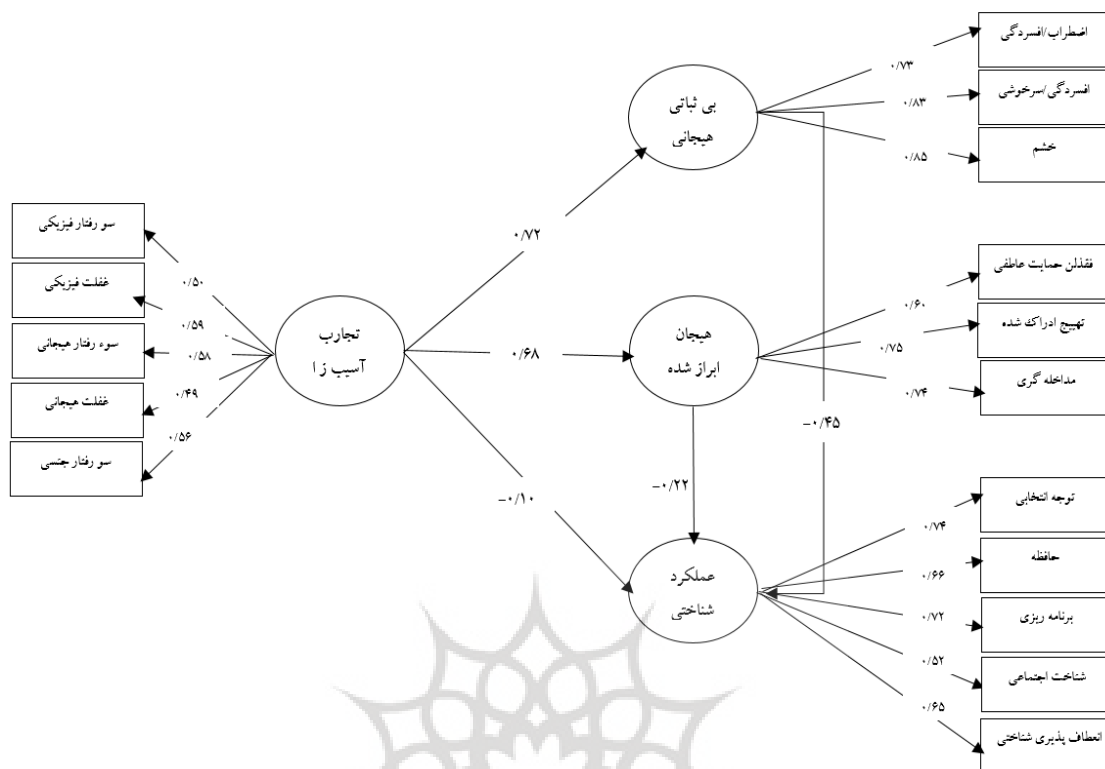 اضطراب/افسردگی
۰/۷۳
افسردگی/سرخوشی
۰/۸۳
خشم
۰/۸۵
بی ثباتی
هیجانی
سو رفتار فیزیکی
۰/۵۰
غفلت فیزیکی
۰/۵۹
سوء رفتار هیجانی
۰/۵۸
غفلت هیجانی
۰/۴۹
سو رفتار جنسی
۰/۵۶
تجارب
آسیب زا
۰/۷۲
۰/۶۸
-۰/۱۰
هیجان
ابراز شده
فقذلن حمایت عاطفی
۰/۶۰
تهییج ادراک شده
۰/۷۵
مداخله گری
۰/۷۴
-۰/۴۵
-۰/۲۲
عملکرد
شناختی
توجه انتخابی
۰/۷۴
حافظه
۰/۶۶
برنامه ریزی
۰/۷۲
شناخت اجتماعی
۰/۵۲
انعطاف پذیری شناختی
۰/۶۵